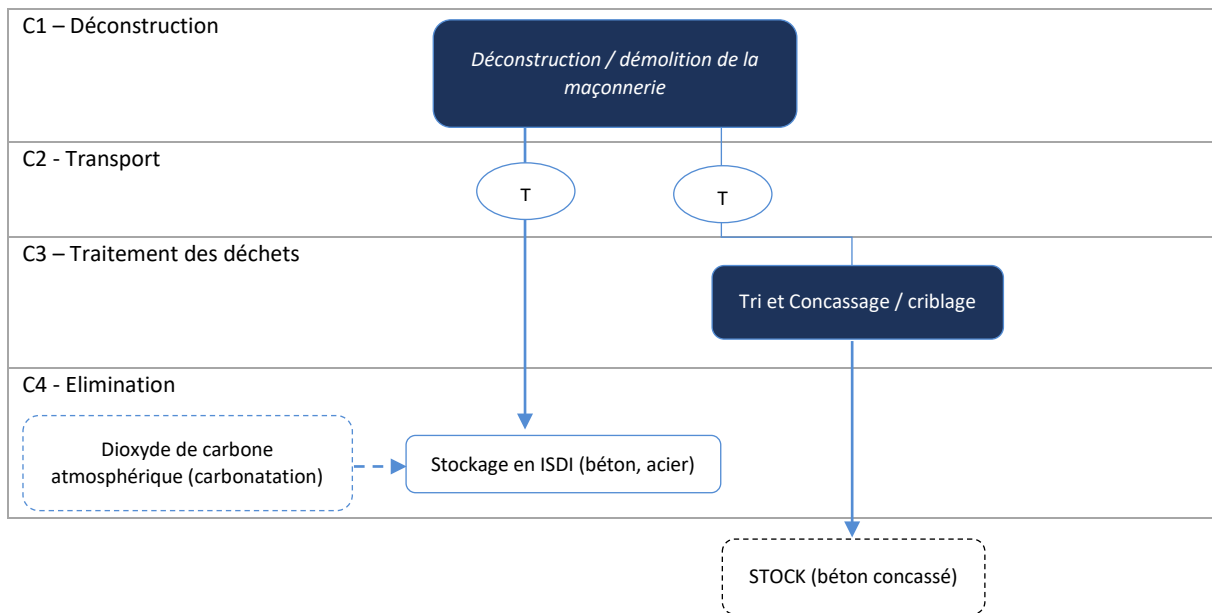 C1 – Déconstruction
Déconstruction / démolition de la
maçonnerie
C2 - Transport
T
T
C3 – Traitement des déchets
Tri et Concassage / criblage
C4 - Elimination
Dioxyde de carbone
atmosphérique (carbonatation)
Stockage en ISDI (béton, acier)
STOCK (béton concassé)